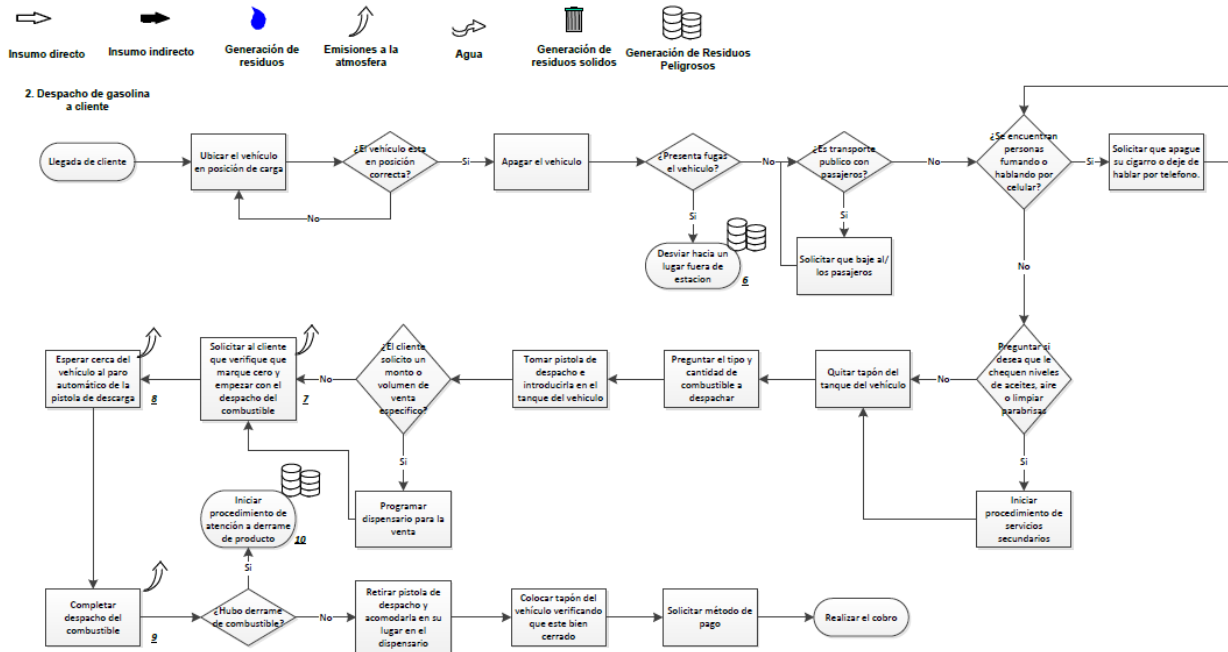 Insumo directo
Insumo indirecto
Generación de
residuos
Emisiones a la
atmosfera
Agua
Generación de
residuos solidos
Generación de Residuos
Peligrosos
2. Despacho de gasolina
a cliente
Llegada de cliente
Ubicar el vehículo
en posición de carga
¿El vehículo esta
en posición
correcta?
Si
No
Apagar el vehiculo
¿Presenta fugas
el vehiculo?
No
Si
Desviar hacia un
lugar fuera de
estacion
6
¿Es transporte
publico con
pasajeros?
No
Si
Solicitar que baje al/
los pasajeros
¿Se encuentran
personas
fumando o
hablando por
celular?
Si
Solicitar que apague
su cigarro o deje de
hablar por telefono.
No
Preguntar si
desea que le
chequen niveles
de aceites, aire
o limpiar
parabrisas
No
Si
Iniciar
procedimiento de
servicios
secundarios
Quitar tapón del
tanque del vehículo
Preguntar el tipo y
cantidad de
combustible a
despachar
Tomar pistola de
despacho e
introducirla en el
tanque del vehiculo
¿El cliente
solicito un
monto o
volumen de
venta
especifico?
No
Si
Programar
dispensario para la
venta
Solicitar al cliente
que verifique que
marque cero y
empezar con el
despacho del
combustible
7
Esperar cerca del
vehículo al paro
automático de la
pistola de descarga
8
Completar
despacho del
combustible
9
¿Hubo derrame
de combustible?
Si
Iniciar
procedimiento de
atención a derrame
de producto
10
No
Retirar pistola de
despacho y
acomodarla en su
lugar en el
dispensario
Colocar tapón del
vehículo verificando
que este bien
cerrado
Solicitar método de
pago
Realizar el cobro